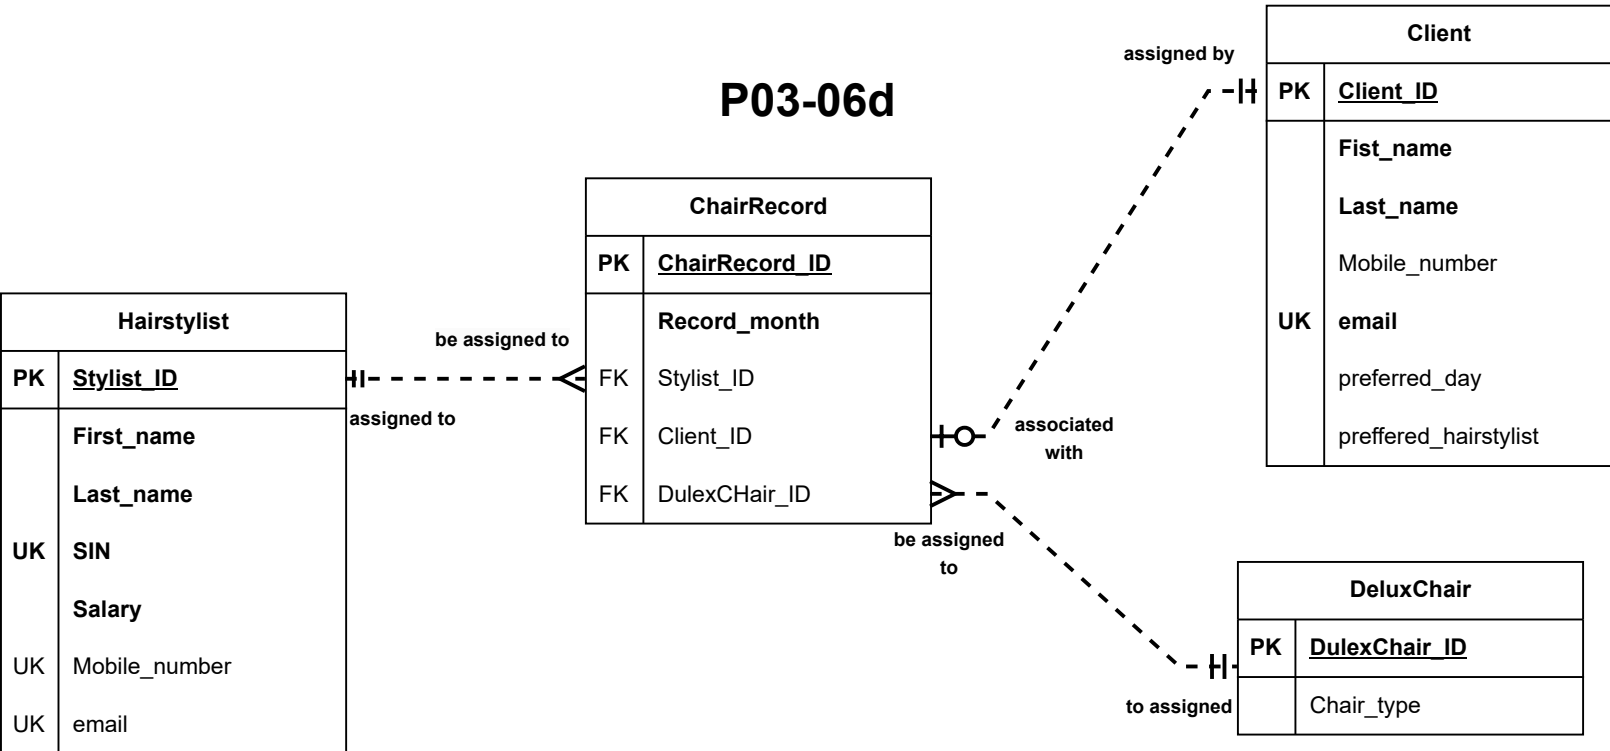 P03-06d
Hairstylist
PK Stylist_ID
First_name
Last_name
UK SIN
Salary
UK Mobile_number
UK email
be assigned to
assigned to
ChairRecord
PK ChairRecord_ID
Record_month
FK Stylist_ID
FK Client_ID
FK DulexCHair_ID
assigned by
associated
with
Client
PK Client_ID
Fist_name
Last_name
Mobile_number
UK email
preferred_day
preffered_hairstylist
be assigned
to
to assigned
DeluxChair
PK DulexChair_ID
Chair_type